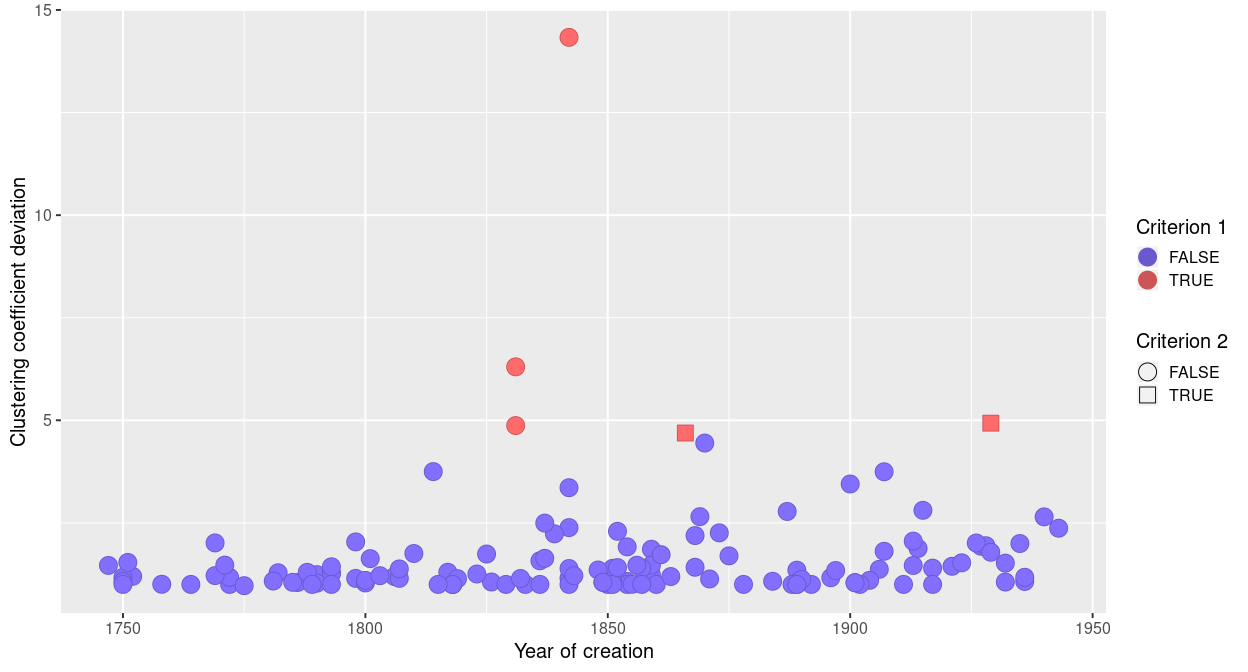 15
10
5
Clustering coefficient deviation
1750
1800
1850
1900
1950
Year of creation
Criterion 1
FALSE
TRUE
Criterion 2
FALSE
TRUE